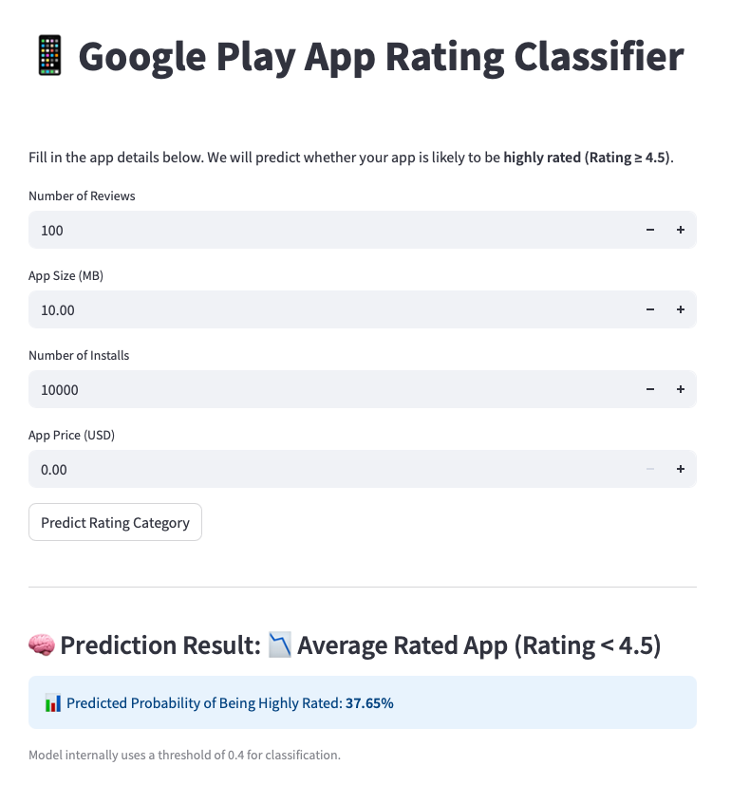 📱 Google Play App Rating Classifier
Fill in the app details below. We will predict whether your app is likely to be highly rated (Rating ≥ 4.5).
Number of Reviews
100 − +
App Size (MB)
10.00 − +
Number of Installs
10000 − +
App Price (USD)
0.00 − +
Predict Rating Category
🧠 Prediction Result: 📉 Average Rated App (Rating < 4.5)
📊 Predicted Probability of Being Highly Rated: 37.65%
Model internally uses a threshold of 0.4 for classification.